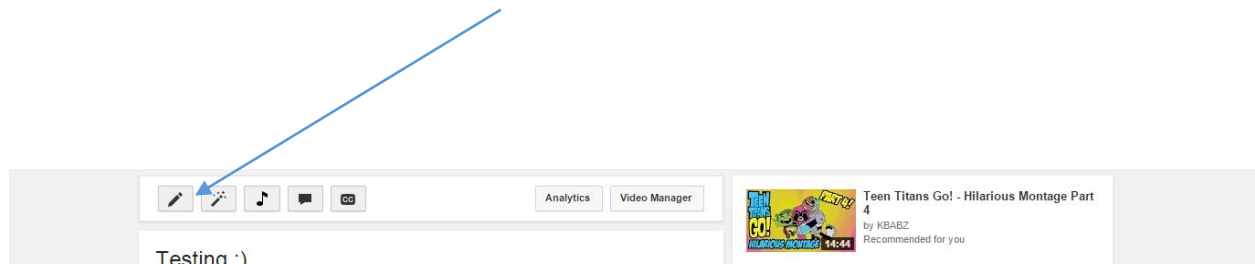 CC
Analytics Video Manager
Testing :)
TEEN
TITANS
GO!
PART 4!
HILARIOUS MONTAGE
14:44
Teen Titans Go! - Hilarious Montage Part
4
by KBABZ
Recommended for you